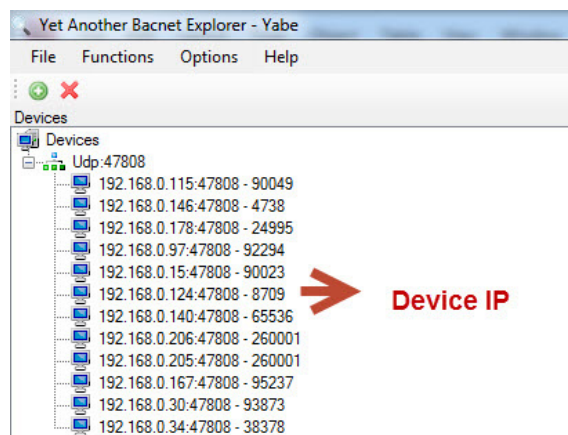 Yet Another Bacnet Explorer - Yabe
File Functions Options Help
Devices
Devices
Udp:47808
192.168.0.115:47808 - 90049
192.168.0.146:47808 - 4738
192.168.0.178:47808 - 24995
192.168.0.97:47808 - 92294
192.168.0.15:47808 - 90023
192.168.0.124:47808 - 8709
Device IP
192.168.0.140:47808 - 65536
192.168.0.206:47808 - 260001
192.168.0.205:47808 - 260001
192.168.0.167:47808 - 95237
192.168.0.30:47808 - 93873
192.168.0.34:47808 - 38378